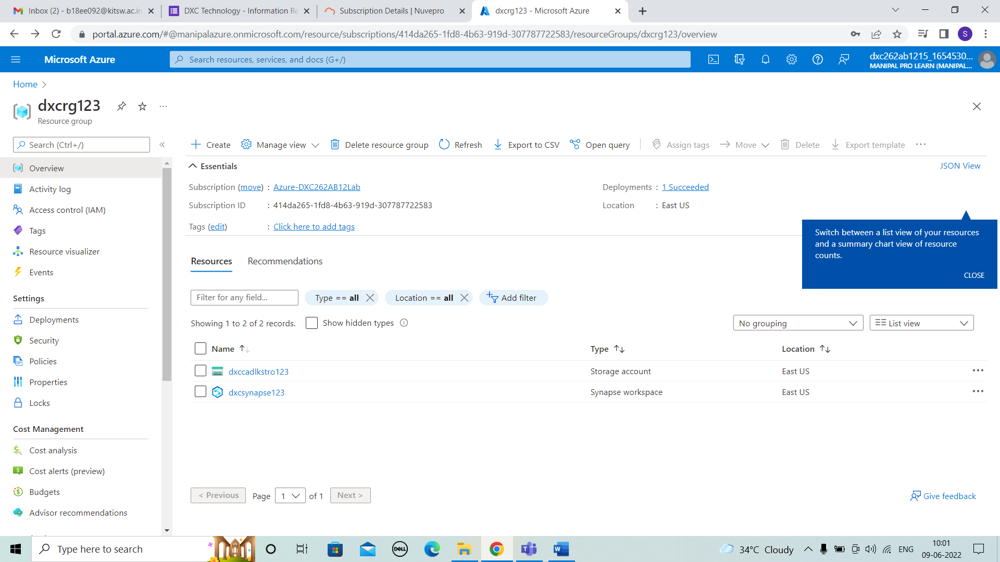 Inbox (2) - b18ee092@kitsw.ac.in
DXC Technology - Information Re
Subscription Details | Nuvepro
dxcrg123 - Microsoft Azure
portal.azure.com/#@manipalazure.onmicrosoft.com/resource/subscriptions/414da265-1fd8-4b63-919d-307787722583/resourceGroups/dxcrg123/overview
S
Microsoft Azure
Search resources, services, and docs (G+/)
dxc262ab1215_1654530...
MANIPAL PRO LEARN (MANIPAL...
Home
dxcrg123
Resource group
Search (Ctrl+/)
Create
Manage view
Delete resource group
Refresh
Export to CSV
Open query
Assign tags
Move
Delete
Export template
Overview
Activity log
Access control (IAM)
Tags
Resource visualizer
Events
Settings
Deployments
Security
Policies
Properties
Locks
Cost Management
Cost analysis
Cost alerts (preview)
Budgets
Advisor recommendations
Essentials
JSON View
Subscription (move) : Azure-DXC262AB12Lab
Deployments : 1 Succeeded
Subscription ID : 414da265-1fd8-4b63-919d-307787722583
Location : East US
Tags (edit) : Click here to add tags
Switch between a list view of your resources
and a summary chart view of resource
counts.
CLOSE
Resources
Recommendations
Filter for any field...
Type == all
Location == all
Add filter
Showing 1 to 2 of 2 records.
Show hidden types
No grouping
List view
Name
Type
Location
dxccadlkstro123
Storage account
East US
dxcsynapse123
Synapse workspace
East US
< Previous
Page
1
of 1
Next >
Give feedback
Type here to search
DELL
34°C Cloudy
ENG
10:01
09-06-2022